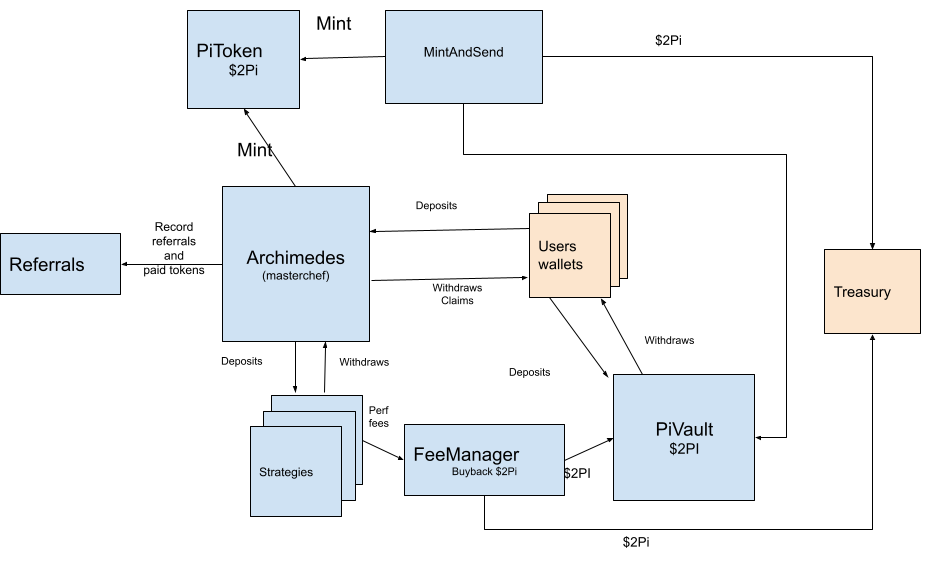 Mint
PiToken
$2Pi
MintAndSend
$2Pi
Mint
Deposits
Record
referrals
and
paid tokens
Referrals
Archimedes
(masterchef)
Users
wallets
Withdraws
Claims
Treasury
Deposits
Withdraws
Withdraws
Deposits
Perf
fees
PiVault
$2PI
FeeManager
Buyback $2Pi
$2PI
Strategies
$2Pi